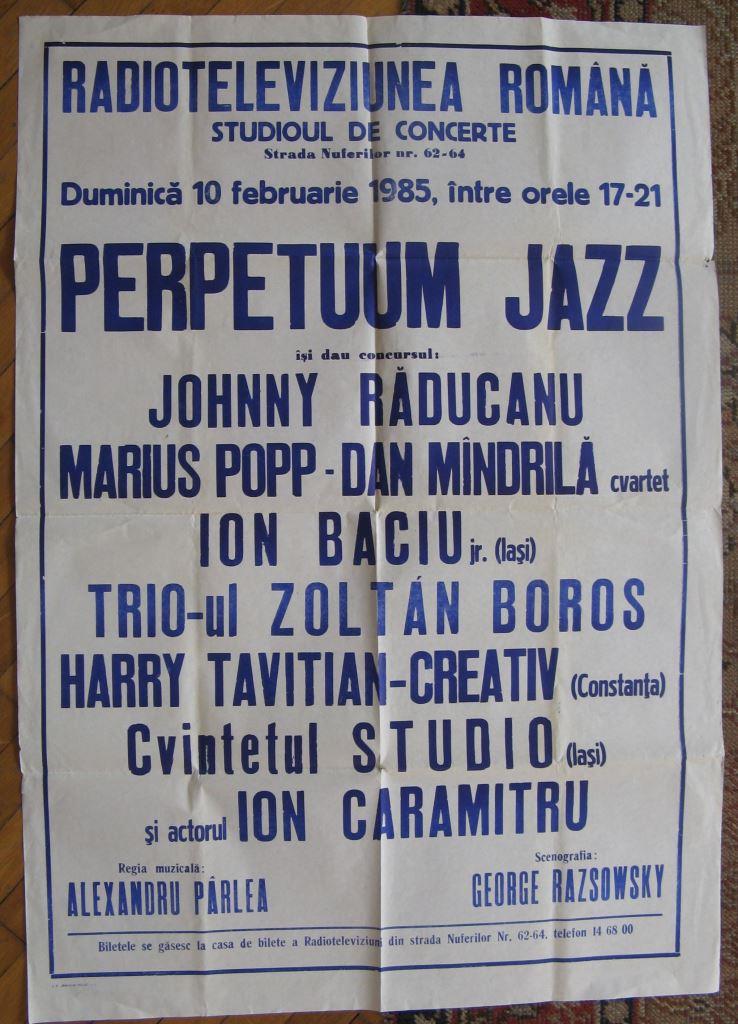 RADIOTELEVIZIUNEA ROMÂNĂ
STUDIOUL DE CONCERTE
Strada Nuferilor nr. 62-64
Duminică 10 februarie 1985, între orele 17-21
PERPETUUM JAZZ
își dau concursul:
JOHNNY RĂDUCANU
MARIUS POPP - DAN MÎNDRILĂ cvartet
ION BACIU jr. (Iași)
TRIO-ul ZOLTÁN BOROS
HARRY TAVITIAN-CREATIV (Constanța)
Cvintetul STUDIO (Iași)
și actorul ION CARAMITRU
Regia muzicală:
ALEXANDRU PÂRLEA
Scenografia:
GEORGE RAZSOWSKY
Biletele se găsesc la casa de bilete a Radioteleviziuni din strada Nuferilor Nr. 62-64. telefon 14 68 00